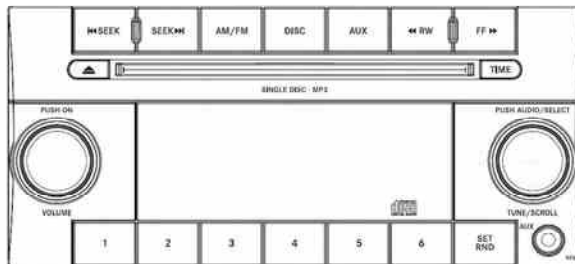 SEEK SEEK AM/FM DISC AUX RW FF
TIME
SINGLE DISC - MP3
PUSH ON PUSH AUDIO/SELECT
VOLUME TUNE/SCROLL
1 2 3 4 5 6 SET RND AUX